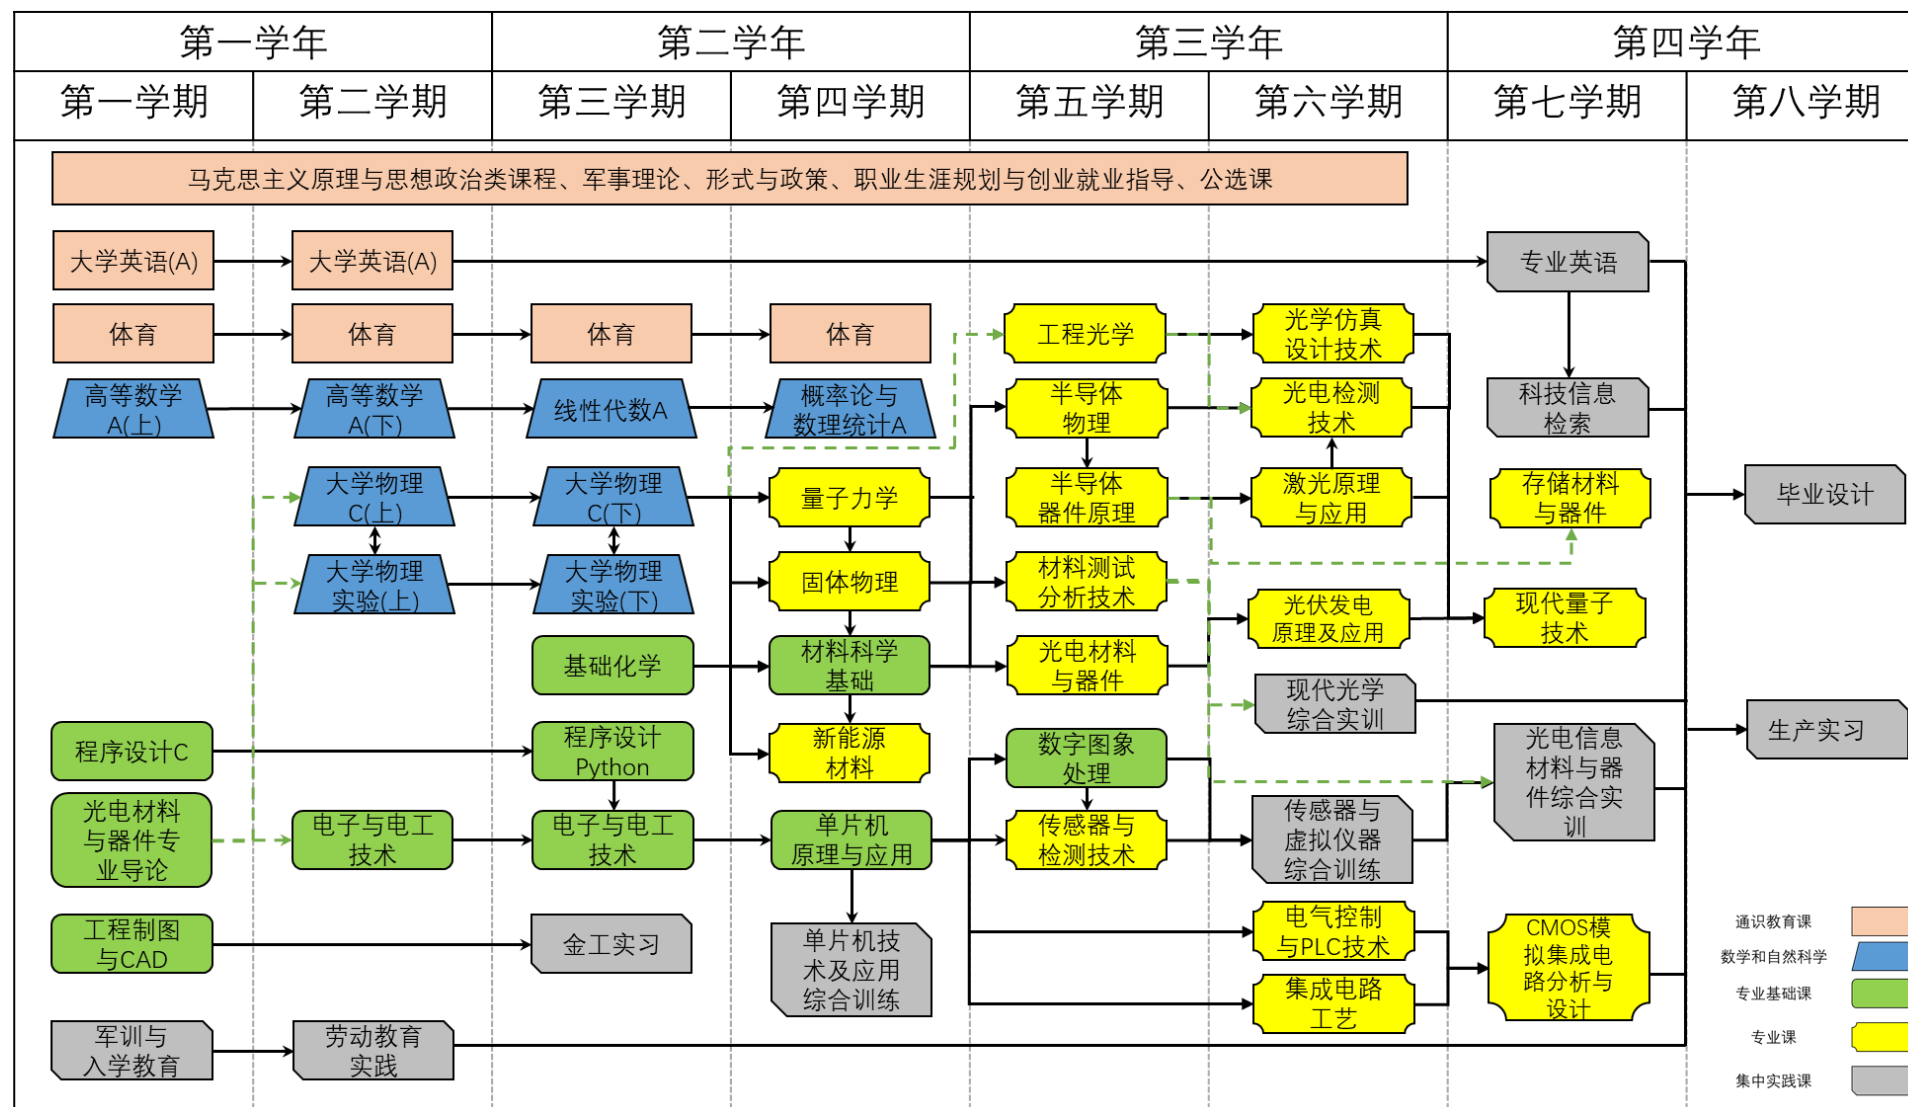 第一学年
第二学年
第三学年
第四学年
第一学期
第二学期
第三学期
第四学期
第五学期
第六学期
第七学期
第八学期
马克思主义原理与思想政治类课程、军事理论、形式与政策、职业生涯规划与创业就业指导、公选课
大学英语(A)
大学英语(A)
专业英语
体育
体育
体育
体育
工程光学
光学仿真
设计技术
高等数学
A(上)
高等数学
A(下)
线性代数A
概率论与
数理统计A
半导体
物理
光电检测
技术
科技信息
检索
大学物理
C(上)
大学物理
C(下)
量子力学
半导体
器件原理
激光原理
与应用
存储材料
与器件
毕业设计
大学物理
实验(上)
大学物理
实验(下)
固体物理
材料测试
分析技术
光伏发电
原理及应用
现代量子
技术
基础化学
材料科学
基础
光电材料
与器件
现代光学
综合实训
程序设计C
程序设计
Python
新能源
材料
数字图象
处理
光电信息
材料与器
件综合实
训
生产实习
光电材料
与器件专
业导论
电子与电工
技术
电子与电工
技术
单片机
原理与应用
传感器与
检测技术
传感器与
虚拟仪器
综合训练
工程制图
与CAD
金工实习
单片机技
术及应用
综合训练
电气控制
与PLC技术
CMOS模
拟集成电
路分析与
设计
集成电路
工艺
军训与
入学教育
劳动教育
实践
通识教育课
数学和自然科学
专业基础课
专业课
集中实践课